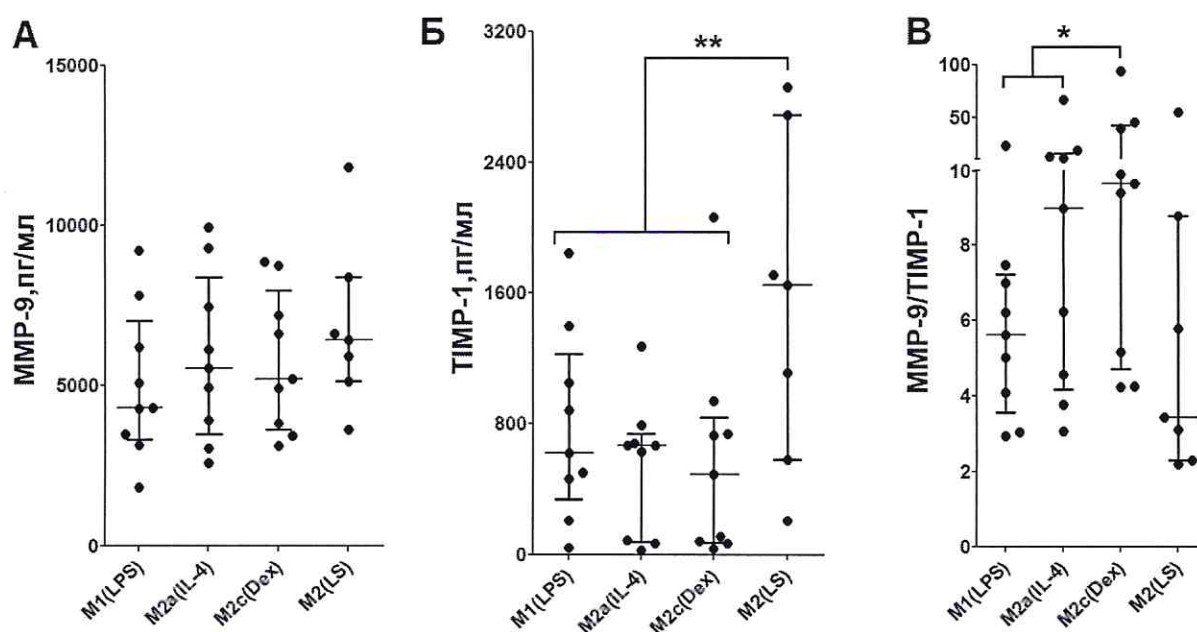 А
MMP-9,пг/мл
15000
10000
5000
0
M1(LPS)
M2a(IL-4)
M2c(Dex)
M2(LS)
Б
**
TIMP-1,пг/мл
3200
2400
1600
800
0
M1(LPS)
M2a(IL-4)
M2c(Dex)
M2(LS)
В
*
MMP-9/TIMP-1
100
50
10
8
6
4
2
0
M1(LPS)
M2a(IL-4)
M2c(Dex)
M2(LS)